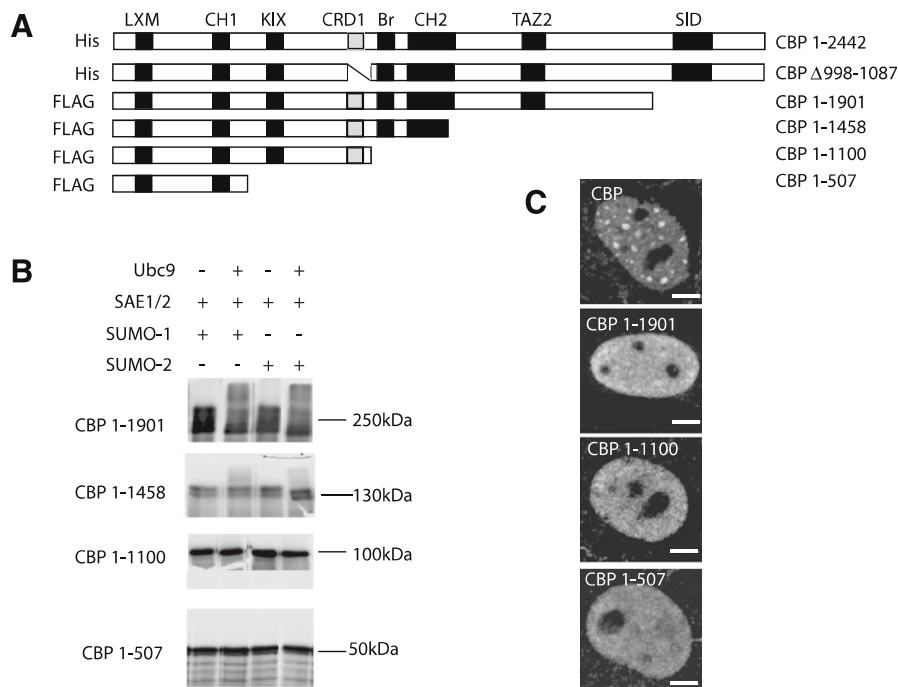 A
LXM CH1 KIX CRD1 Br CH2 TAZ2 SID
His CBP 1-2442
His CBP Δ998-1087
FLAG CBP 1-1901
FLAG CBP 1-1458
FLAG CBP 1-1100
FLAG CBP 1-507
B
Ubc9 - + - +
SAE1/2 + + + +
SUMO-1 + + - -
SUMO-2 - - + +
CBP 1-1901 250kDa
CBP 1-1458 130kDa
CBP 1-1100 100kDa
CBP 1-507 50kDa
C
CBP
CBP 1-1901
CBP 1-1100
CBP 1-507